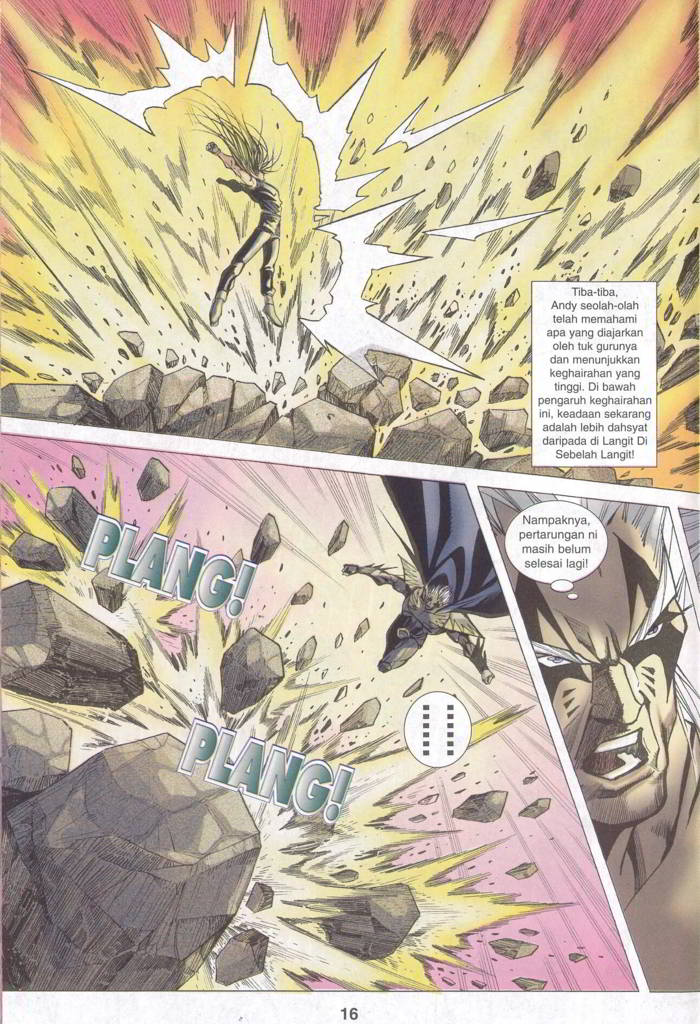 Tiba-tiba,
Andy seolah-olah
telah memahami
apa yang diajarkan
oleh tuk gurunya
dan menunjukkan
keghairahan yang
tinggi. Di bawah
pengaruh keghairahan
ini, keadaan sekarang
adalah lebih dahsyat
daripada di Langit Di
Sebelah Langit!
PLANG!
PLANG!
Nampaknya,
pertarungan ni
masih belum
selesai lagi!
16